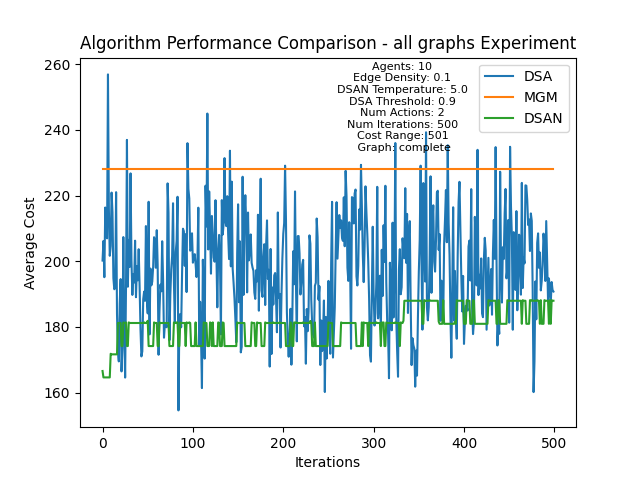 Algorithm Performance Comparison - all graphs Experiment
Agents: 10
Edge Density: 0.1
DSAN Temperature: 5.0
DSA Threshold: 0.9
Num Actions: 2
Num Iterations: 500
Cost Range: 501
Graph: complete
DSA
MGM
DSAN
Average Cost
260
240
220
200
180
160
0
100
200
300
400
500
Iterations